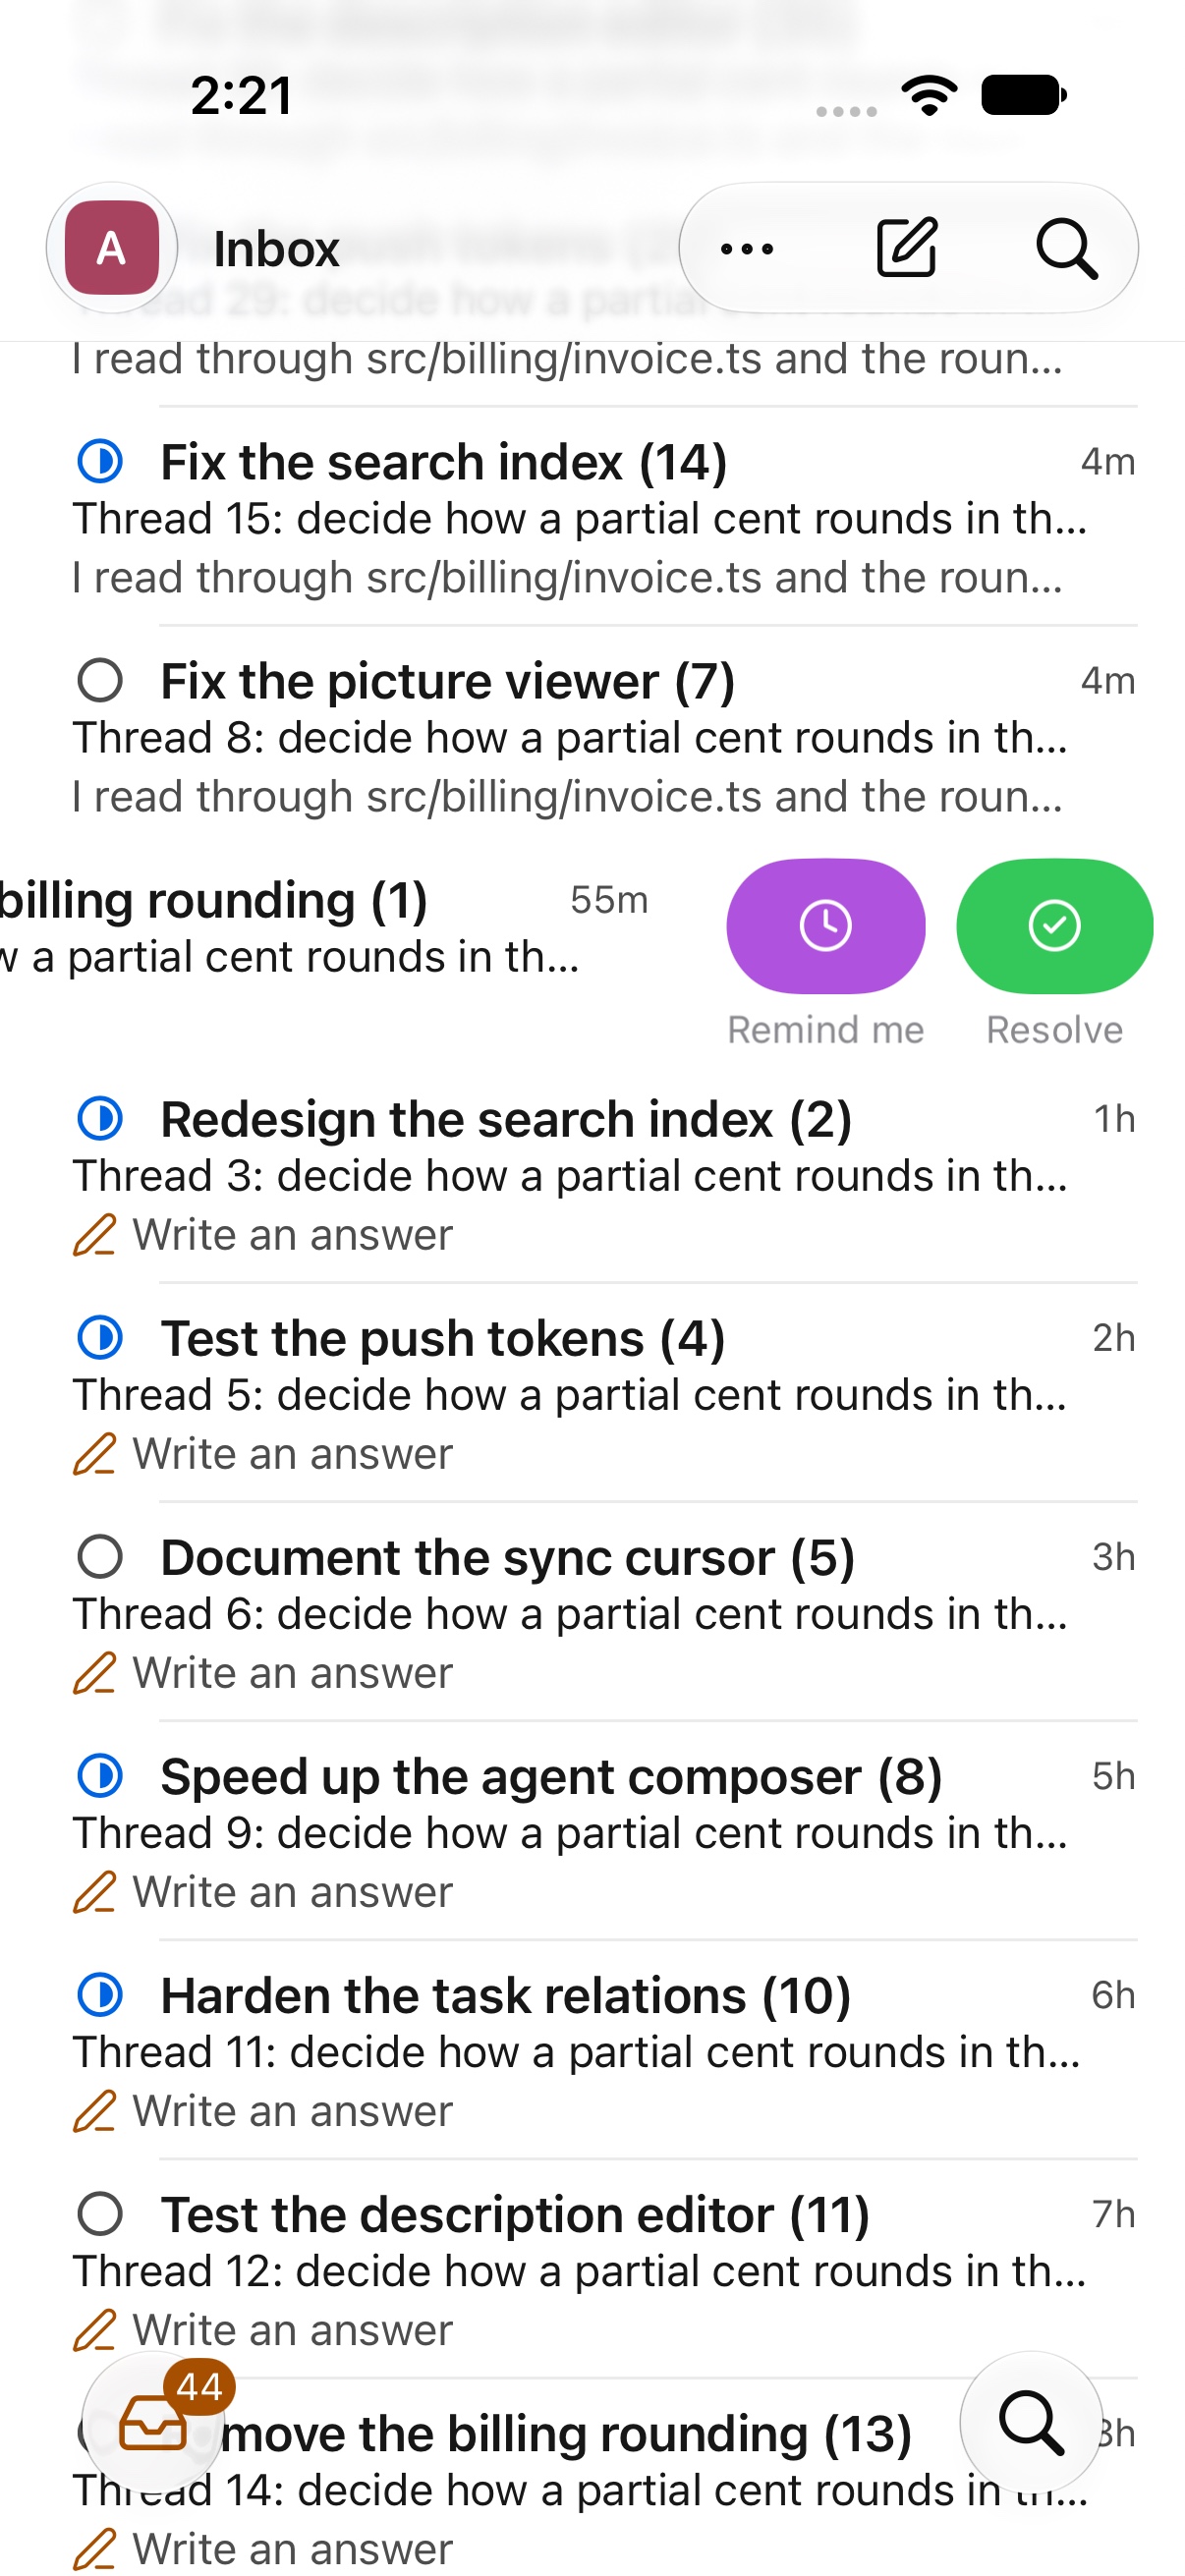 2:21
A
Inbox
Thread 29: decide how a partial
I read through src/billing/invoice.ts and the roun...
Fix the search index (14)
4m
Thread 15: decide how a partial cent rounds in th...
I read through src/billing/invoice.ts and the roun...
Fix the picture viewer (7)
4m
Thread 8: decide how a partial cent rounds in th...
I read through src/billing/invoice.ts and the roun...
billing rounding (1)
55m
w a partial cent rounds in th...
Remind me
Resolve
Redesign the search index (2)
1h
Thread 3: decide how a partial cent rounds in th...
Write an answer
Test the push tokens (4)
2h
Thread 5: decide how a partial cent rounds in th...
Write an answer
Document the sync cursor (5)
3h
Thread 6: decide how a partial cent rounds in th...
Write an answer
Speed up the agent composer (8)
5h
Thread 9: decide how a partial cent rounds in th...
Write an answer
Harden the task relations (10)
6h
Thread 11: decide how a partial cent rounds in th...
Write an answer
Test the description editor (11)
7h
Thread 12: decide how a partial cent rounds in th...
Write an answer
44
move the billing rounding (13)
Thread 14: decide how a partial cent rounds in th...
Write an answer